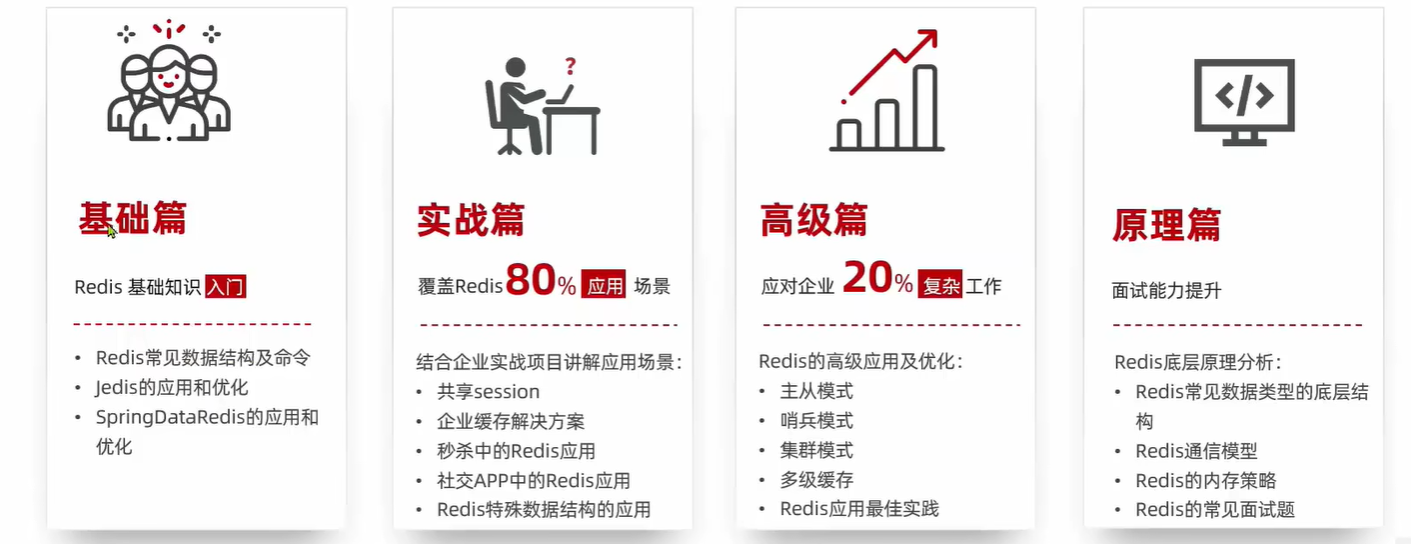 基础篇
Redis 基础知识 入门
• Redis常见数据结构及命令
• Jedis的应用和优化
• SpringDataRedis的应用和
优化
?
实战篇
覆盖Redis 80% 应用 场景
结合企业实战项目讲解应用场景：
• 共享session
• 企业缓存解决方案
• 秒杀中的Redis应用
• 社交APP中的Redis应用
• Redis特殊数据结构的应用
高级篇
应对企业 20% 复杂 工作
Redis的高级应用及优化：
• 主从模式
• 哨兵模式
• 集群模式
• 多级缓存
• Redis应用最佳实践
</>
原理篇
面试能力提升
Redis底层原理分析：
• Redis常见数据类型的底层结
构
• Redis通信模型
• Redis的内存策略
• Redis的常见面试题